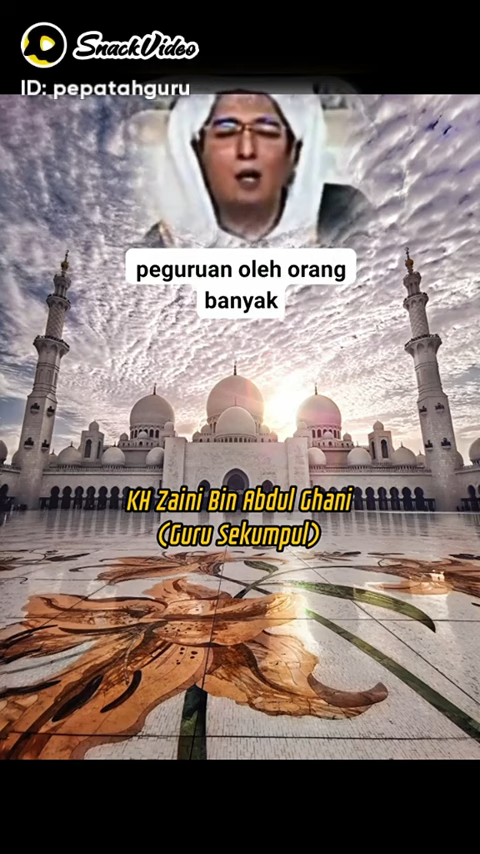 SnackVideo
ID: pepatahguru
peguruan oleh orang
banyak
KH Zaini Bin Abdul Ghani
(Guru Sekumpul)